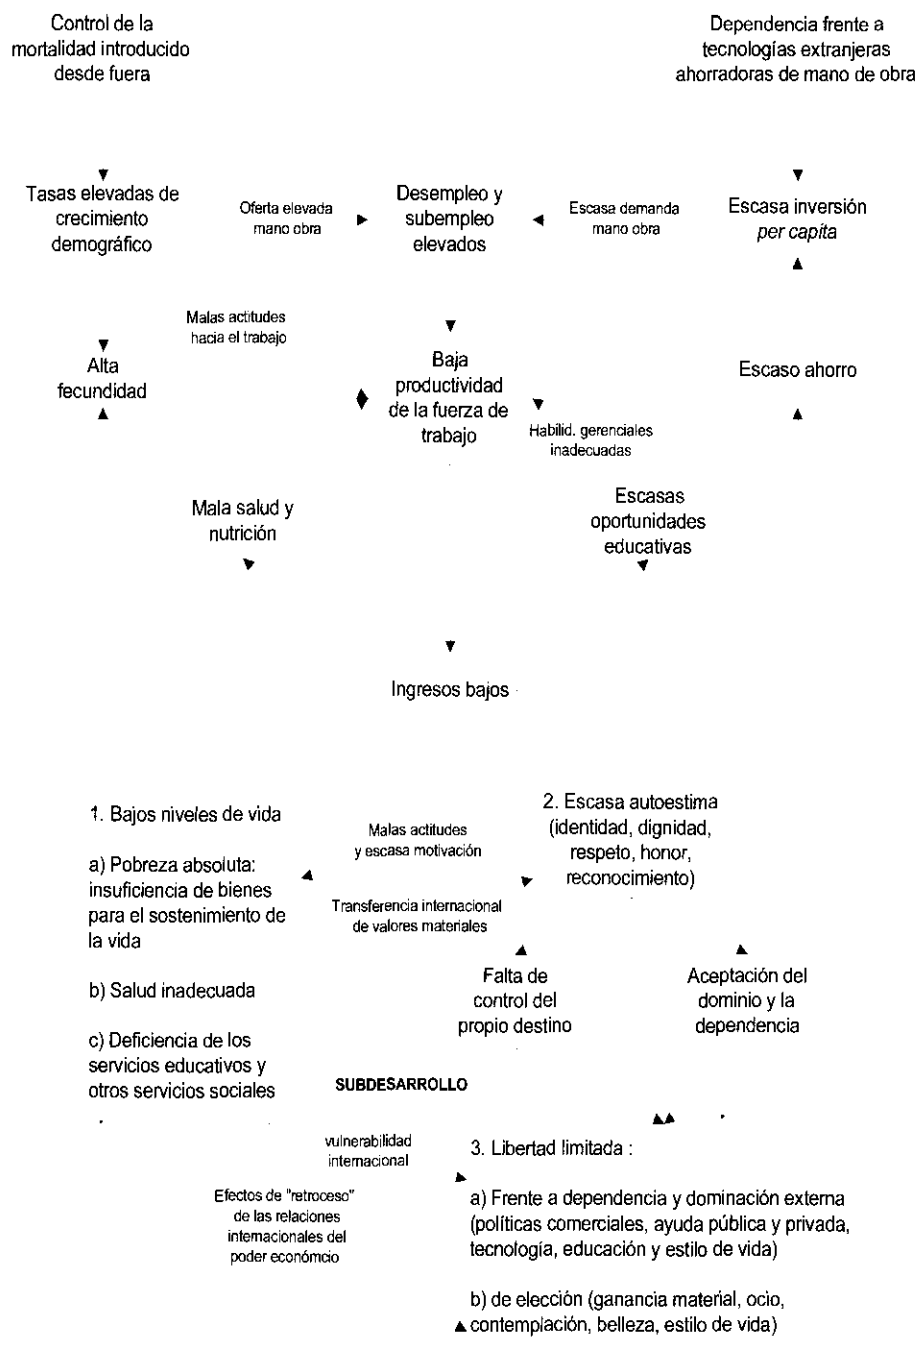 Control de la
mortalidad introducido
desde fuera
Dependencia frente a
tecnologías extranjeras
ahorradoras de mano de obra
Tasas elevadas de
crecimiento
demográfico
Oferta elevada
mano obra
Desempleo y
subempleo
elevados
Escasa demanda
mano obra
Escasa inversión
per capita
Malas actitudes
hacia el trabajo
Alta
fecundidad
Baja
productividad
de la fuerza de
trabajo
Escaso ahorro
Habilid. gerenciales
inadecuadas
Mala salud y
nutrición
Escasas
oportunidades
educativas
Ingresos bajos
1. Bajos niveles de vida
a) Pobreza absoluta:
insuficiencia de bienes
para el sostenimiento de
la vida
b) Salud inadecuada
c) Deficiencia de los
servicios educativos y
otros servicios sociales
Malas actitudes
y escasa motivación
Transferencia internacional
de valores materiales
2. Escasa autoestima
(identidad, dignidad,
respeto, honor,
reconocimiento)
Falta de
control del
propio destino
Aceptación del
dominio y la
dependencia
SUBDESARROLLO
vulnerabilidad
internacional
Efectos de "retroceso"
de las relaciones
internacionales del
poder económcio
3. Libertad limitada :
a) Frente a dependencia y dominación externa
(políticas comerciales, ayuda pública y privada,
tecnología, educación y estilo de vida)
b) de elección (ganancia material, ocio,
contemplación, belleza, estilo de vida)